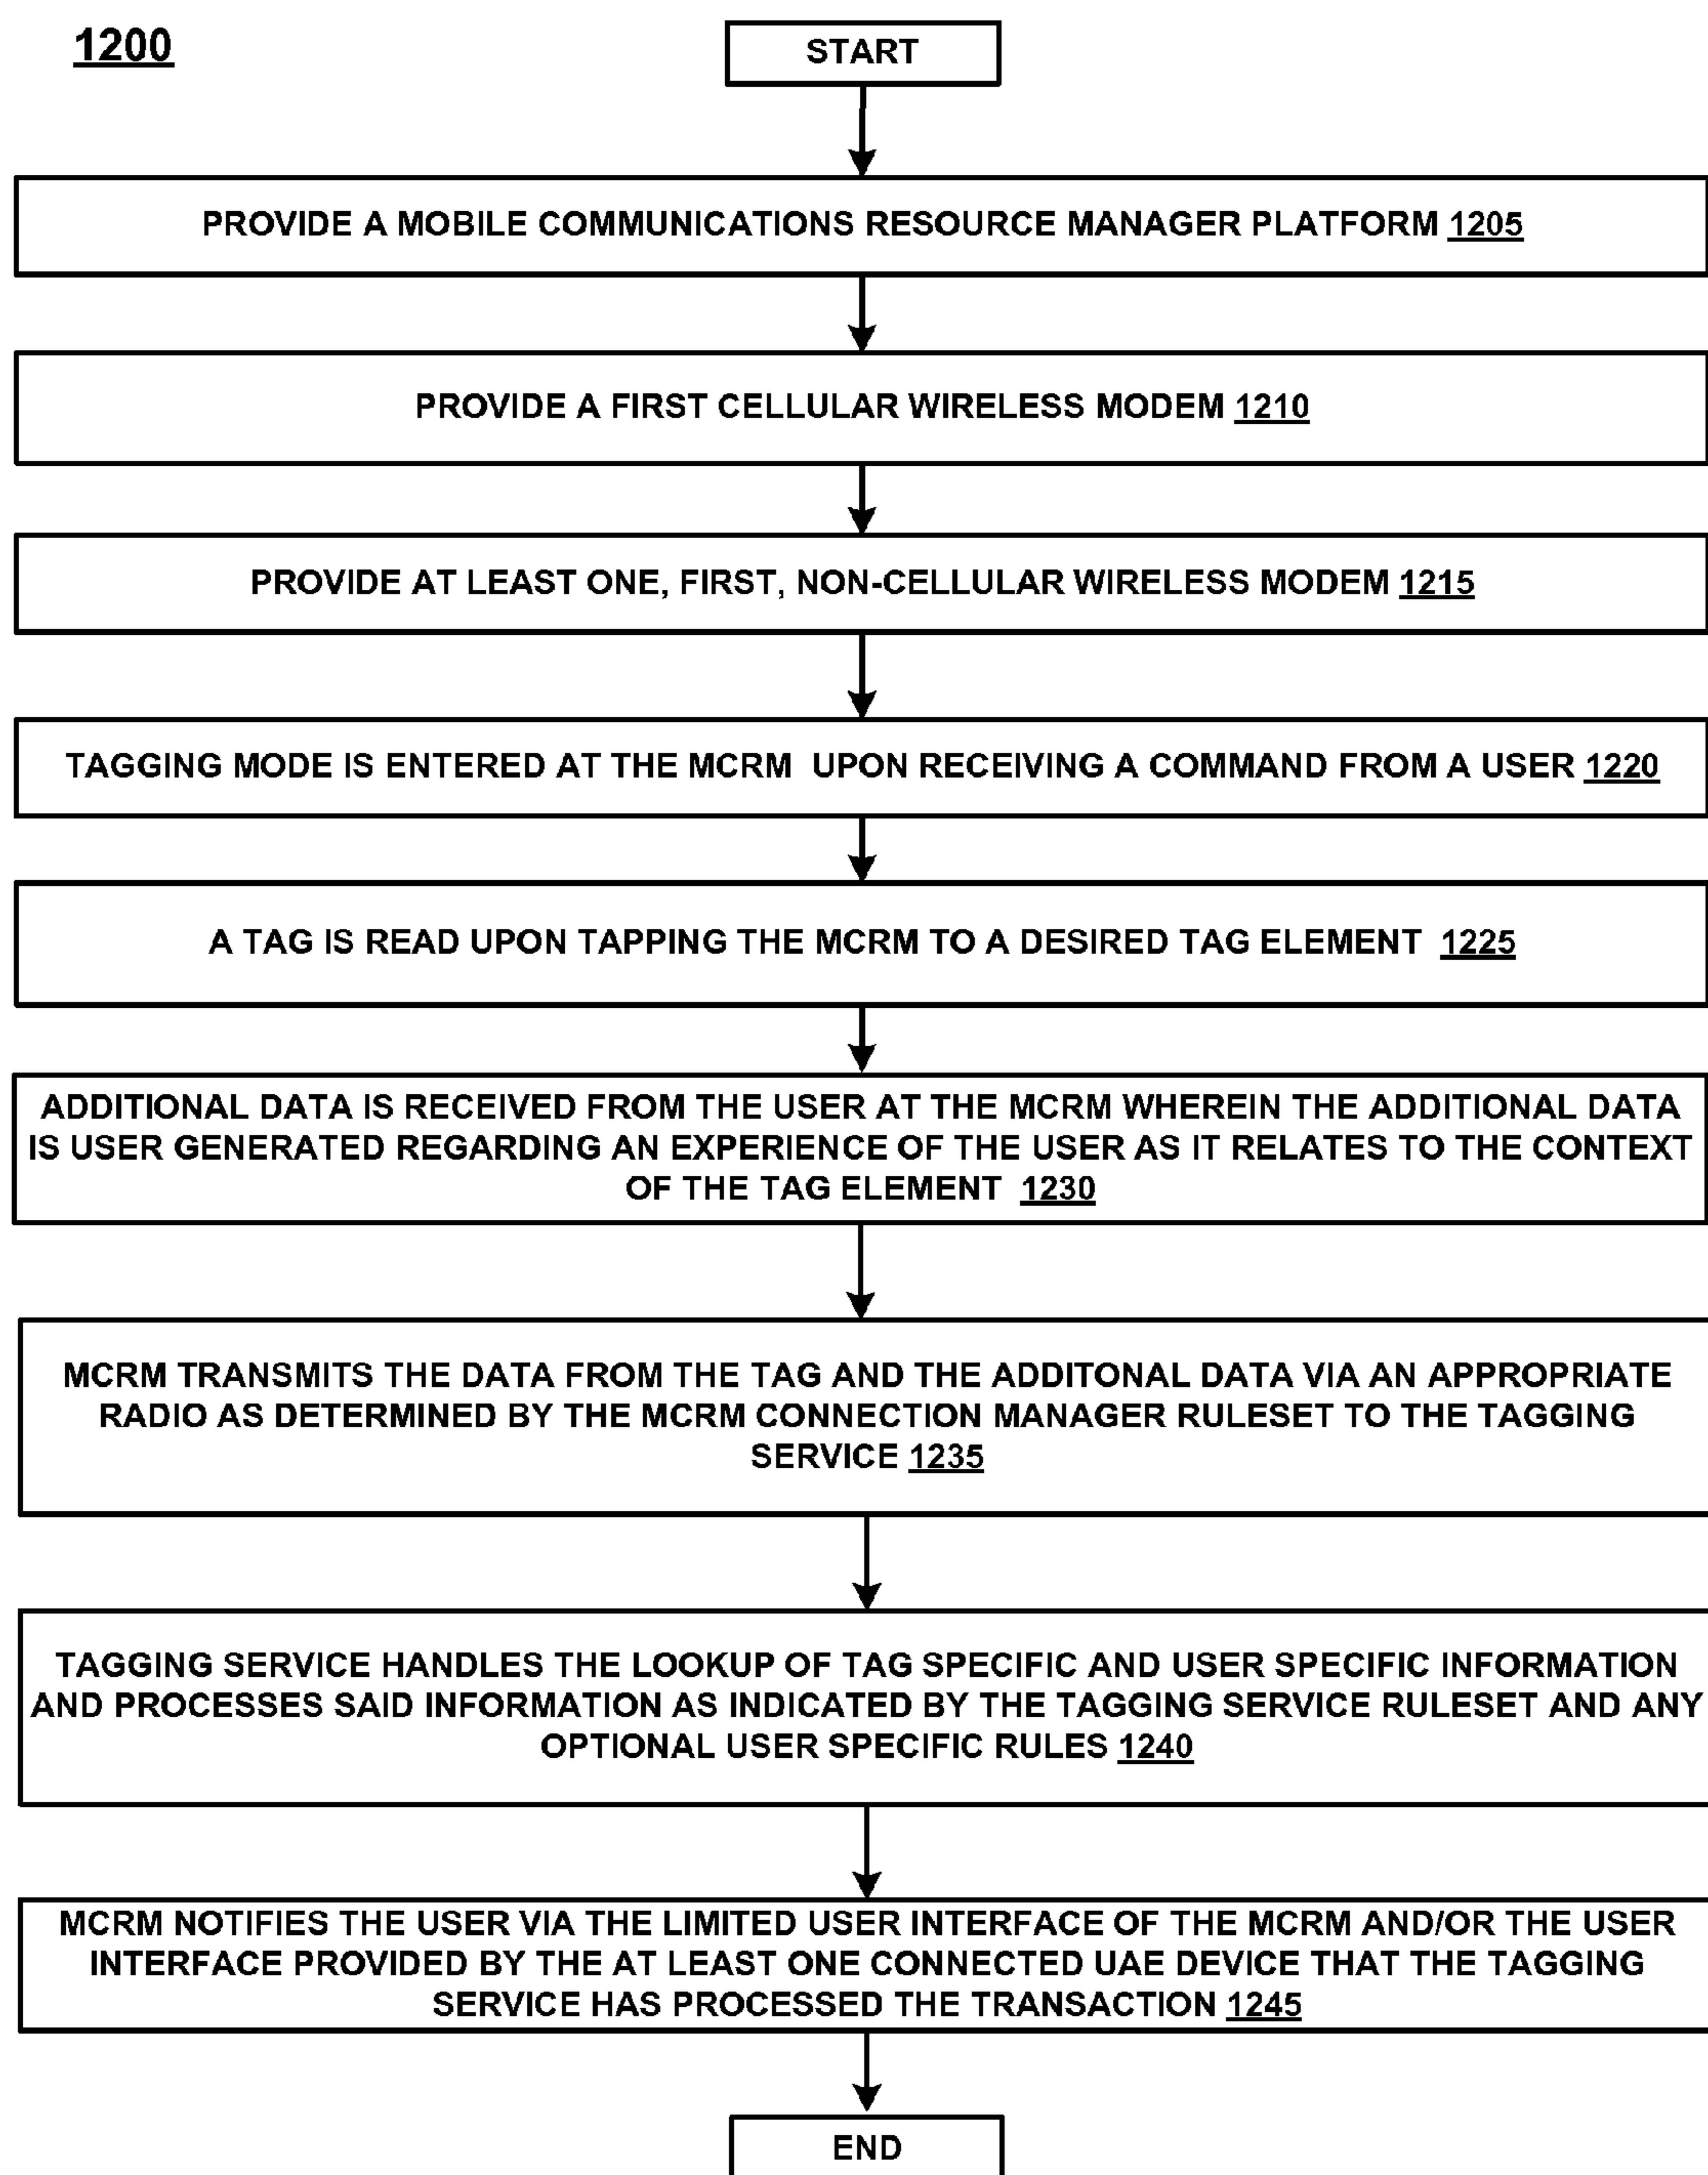 1200
START
PROVIDE A MOBILE COMMUNICATIONS RESOURCE MANAGER PLATFORM 1205
PROVIDE A FIRST CELLULAR WIRELESS MODEM 1210
PROVIDE AT LEAST ONE, FIRST, NON-CELLULAR WIRELESS MODEM 1215
TAGGING MODE IS ENTERED AT THE MCRM UPON RECEIVING A COMMAND FROM A USER 1220
A TAG IS READ UPON TAPPING THE MCRM TO A DESIRED TAG ELEMENT 1225
ADDITIONAL DATA IS RECEIVED FROM THE USER AT THE MCRM WHEREIN THE ADDITIONAL DATA
IS USER GENERATED REGARDING AN EXPERIENCE OF THE USER AS IT RELATES TO THE CONTEXT
OF THE TAG ELEMENT 1230
MCRM TRANSMITS THE DATA FROM THE TAG AND THE ADDITONAL DATA VIA AN APPROPRIATE
RADIO AS DETERMINED BY THE MCRM CONNECTION MANAGER RULESET TO THE TAGGING
SERVICE 1235
TAGGING SERVICE HANDLES THE LOOKUP OF TAG SPECIFIC AND USER SPECIFIC INFORMATION
AND PROCESSES SAID INFORMATION AS INDICATED BY THE TAGGING SERVICE RULESET AND ANY
OPTIONAL USER SPECIFIC RULES 1240
MCRM NOTIFIES THE USER VIA THE LIMITED USER INTERFACE OF THE MCRM AND/OR THE USER
INTERFACE PROVIDED BY THE AT LEAST ONE CONNECTED UAE DEVICE THAT THE TAGGING
SERVICE HAS PROCESSED THE TRANSACTION 1245
END